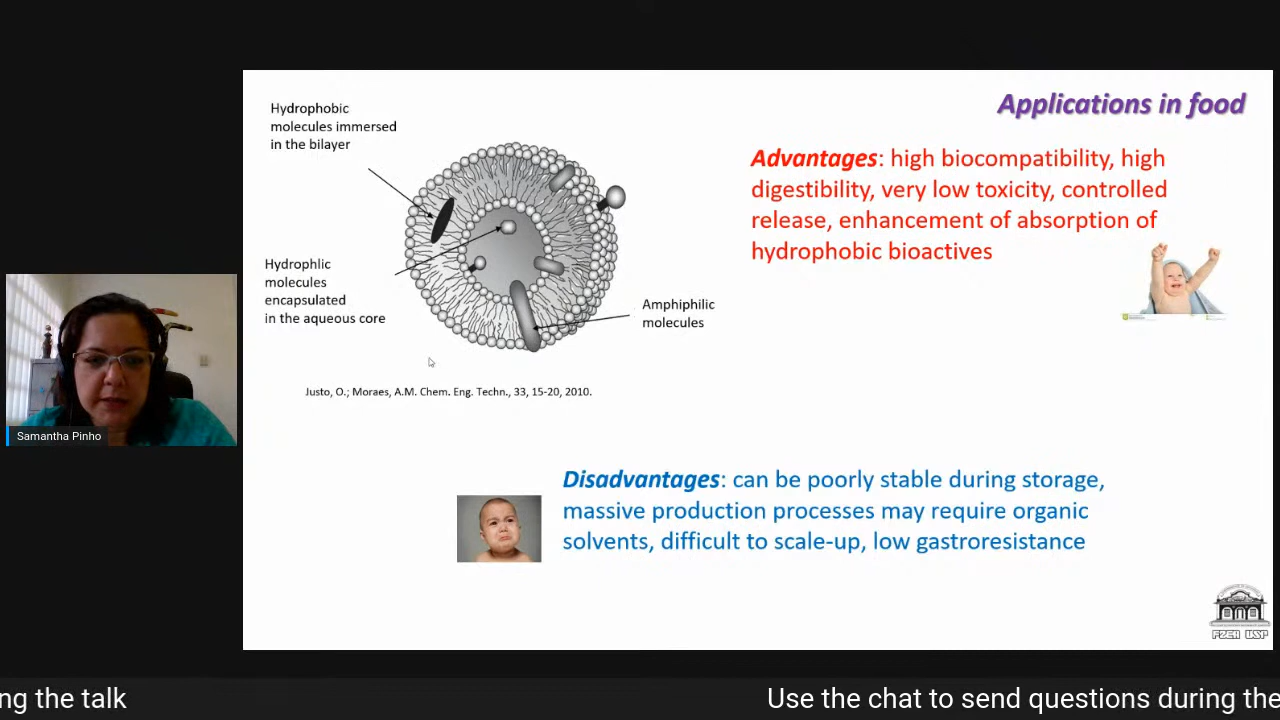 Applications in food
Hydrophobic
molecules immersed
in the bilayer
Hydrophlic
molecules
encapsulated
in the aqueous core
Amphiphilic
molecules
Justo, O.; Moraes, A.M. Chem. Eng. Techn., 33, 15-20, 2010.
Advantages: high biocompatibility, high
digestibility, very low toxicity, controlled
release, enhancement of absorption of
hydrophobic bioactives
Disadvantages: can be poorly stable during storage,
massive production processes may require organic
solvents, difficult to scale-up, low gastroresistance
FZEA USP
Samantha Pinho
ng the talk
Use the chat to send questions during the